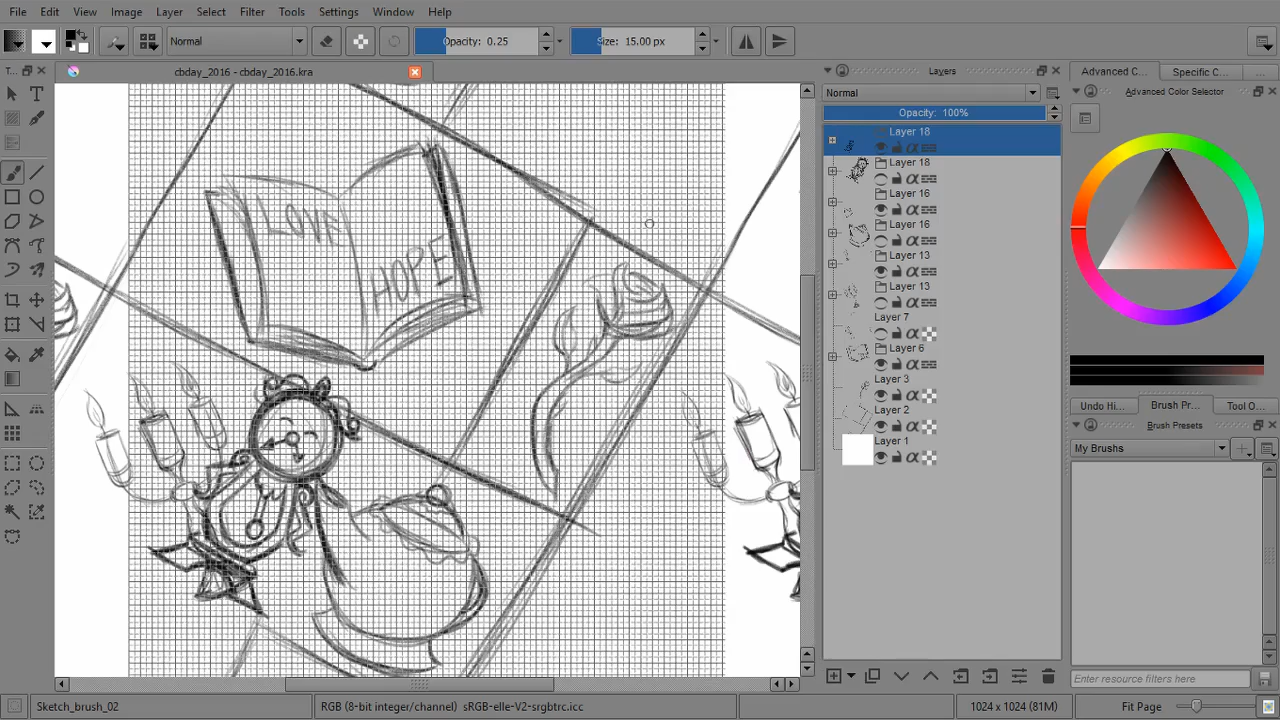 File Edit View Image Layer Select Filter Tools Settings Window Help
Normal
Opacity: 0.25
Size: 15.00 px
T...
cbday_2016 - cbday_2016.kra
Layers
Normal
Opacity: 100%
Layer 18
Layer 18
Layer 16
Layer 16
Layer 13
Layer 13
Layer 7
Layer 6
Layer 3
Layer 2
Layer 1
Advanced C...
Specific C...
...
Advanced Color Selector
Undo Hi...
Brush Pr...
Tool O...
Brush Presets
My Brushes
Enter resource filters here
LOVE
HOPE
Sketch_brush_02
RGB (8-bit integer/channel) sRGB-elle-V2-srgbtrc.icc
1024 x 1024 (81M)
Fit Page